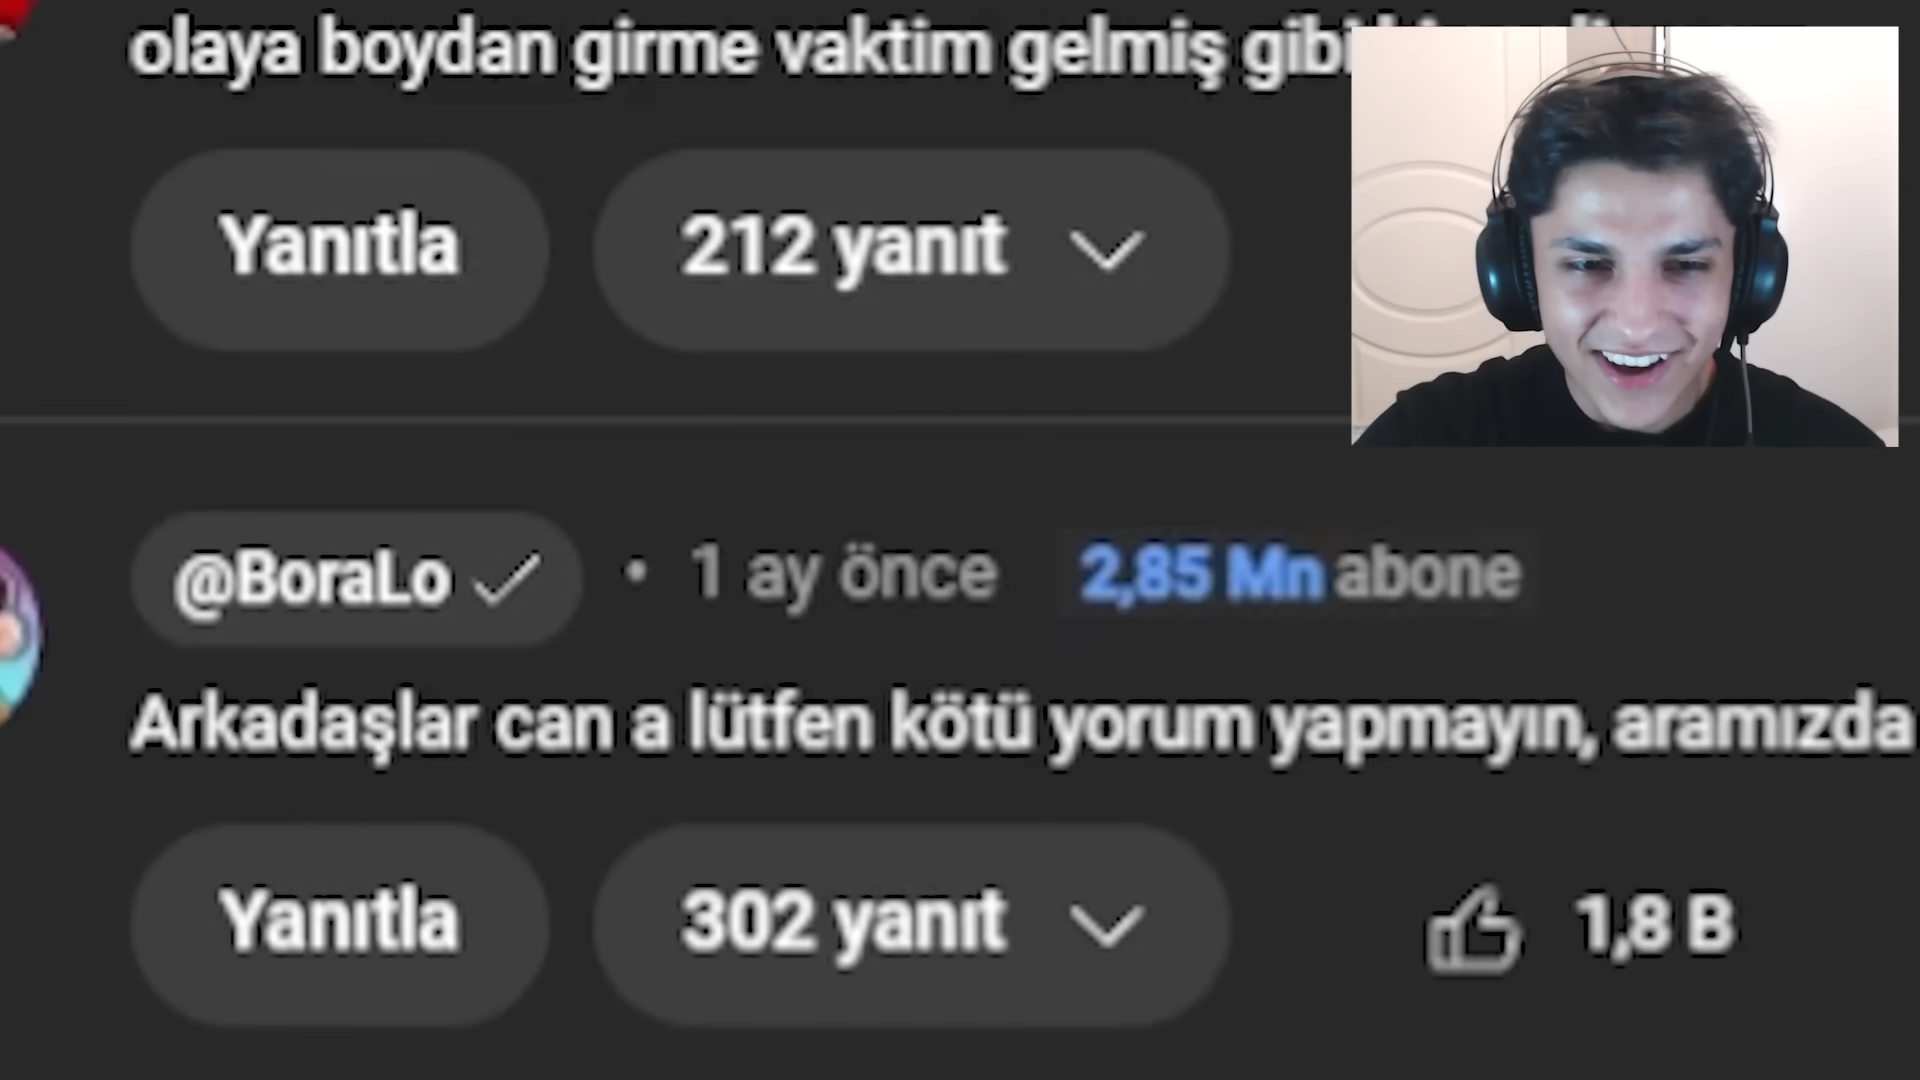 olaya boydan girme vaktim gelmiş gibi
Yanıtla
212 yanıt
@BoraLo • 1 ay önce 2,85 Mn abone
Arkadaşlar can a lütfen kötü yorum yapmayın, aramızda
Yanıtla
302 yanıt
1,8 B